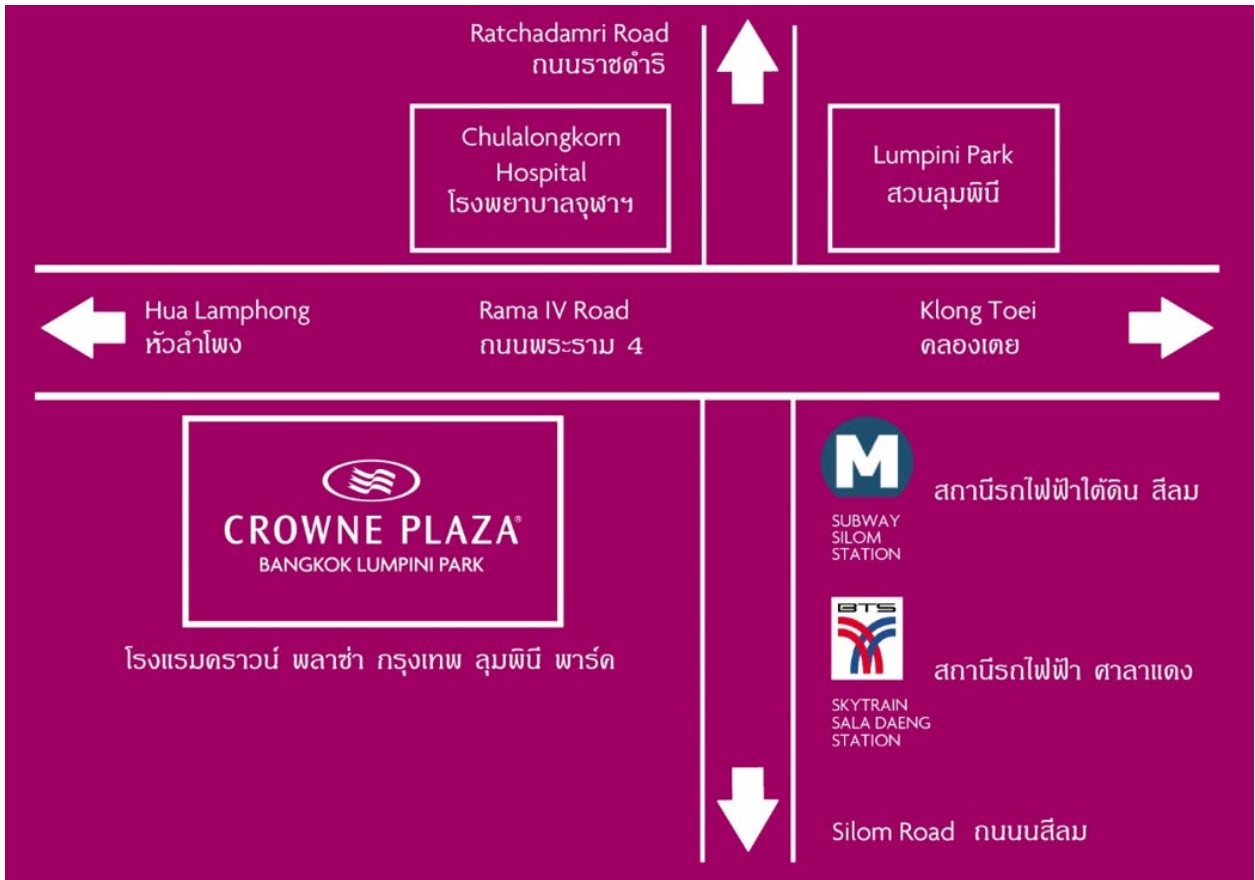 Ratchadamri Road
ถนนราชดำริ
Chulalongkorn
Hospital
โรงพยาบาลจุฬาฯ
Lumpini Park
สวนลุมพินี
Hua Lamphong
หัวลำโพง
Rama IV Road
ถนนพระราม 4
Klong Toei
คลองเตย
CROWNE PLAZA®
BANGKOK LUMPINI PARK
โรงแรมคราวน์ พลาซ่า กรุงเทพ ลุมพินี พาร์ค
M
สถานีรถไฟฟ้าใต้ดิน สีลม
SUBWAY
SILOM
STATION
BTS
สถานีรถไฟฟ้า ศาลาแดง
SKYTRAIN
SALA DAENG
STATION
Silom Road ถนนนสีลม